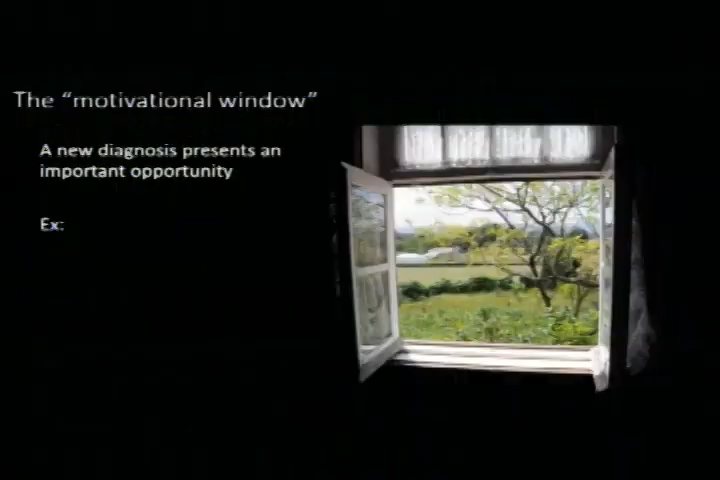 The “motivational window”
A new diagnosis presents an
important opportunity
Ex: